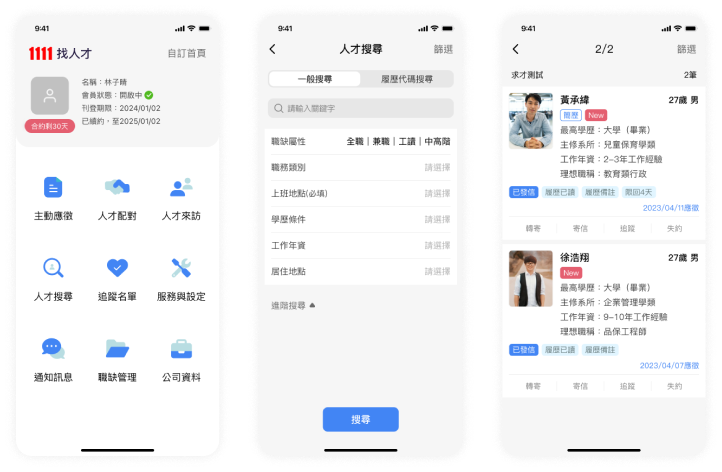 9:41
1111 找人才
自訂首頁
名稱：林子晴
會員狀態：開啟中
刊登期限：2024/01/02
已續約，至2025/01/02
合約剩30天
主動應徵
人才配對
人才來訪
人才搜尋
追蹤名單
服務與設定
通知訊息
職缺管理
公司資料
9:41
人才搜尋
篩選
一般搜尋
履歷代碼搜尋
請輸入關鍵字
職缺屬性
全職｜兼職｜工讀｜中高階
職務類別
請選擇
上班地點(必填)
請選擇
學歷條件
請選擇
工作年資
請選擇
居住地點
請選擇
進階搜尋
搜尋
9:41
2/2
篩選
求才測試
2筆
黃承緯
27歲 男
簡歷
New
最高學歷：大學（畢業）
主修系所：兒童保育學類
工作年資：2~3年工作經驗
理想職稱：教育類行政
已發信
履歷已讀
履歷備註
限回4天
2023/04/11應徵
轉寄
寄信
追蹤
失約
徐浩翔
27歲 男
New
最高學歷：大學（畢業）
主修系所：企業管理學類
工作年資：9~10年工作經驗
理想職稱：品保工程師
已發信
履歷已讀
履歷備註
2023/04/07應徵
轉寄
寄信
追蹤
失約